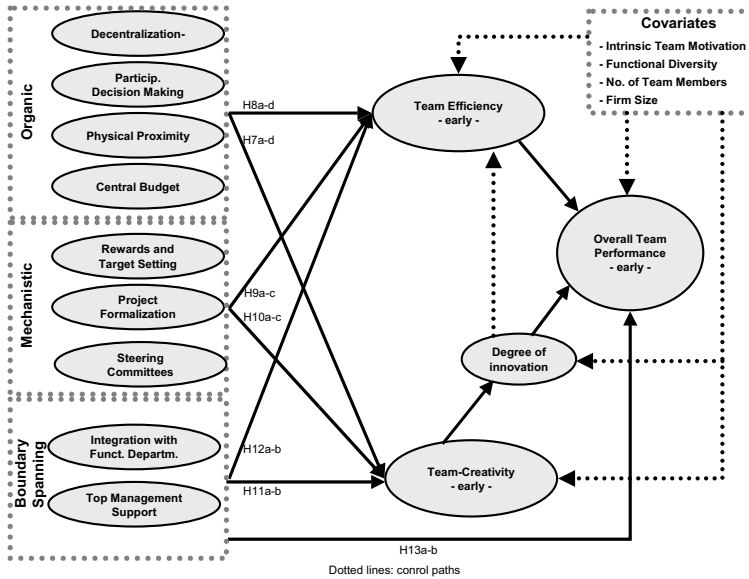 Organic
Decentralization-
Particip.
Decision Making
Physical Proximity
Central Budget
Mechanistic
Rewards and
Target Setting
Project
Formalization
Steering
Committees
Boundary
Spanning
Integration with
Funct. Departm.
Top Management
Support
H8a-d
H7a-d
H9a-c
H10a-c
H12a-b
H11a-b
H13a-b
Team Efficiency
- early -
Team-Creativity
- early -
Degree of
innovation
Overall Team
Performance
- early -
Covariates
- Intrinsic Team Motivation
- Functional Diversity
- No. of Team Members
- Firm Size
Dotted lines: conrol paths